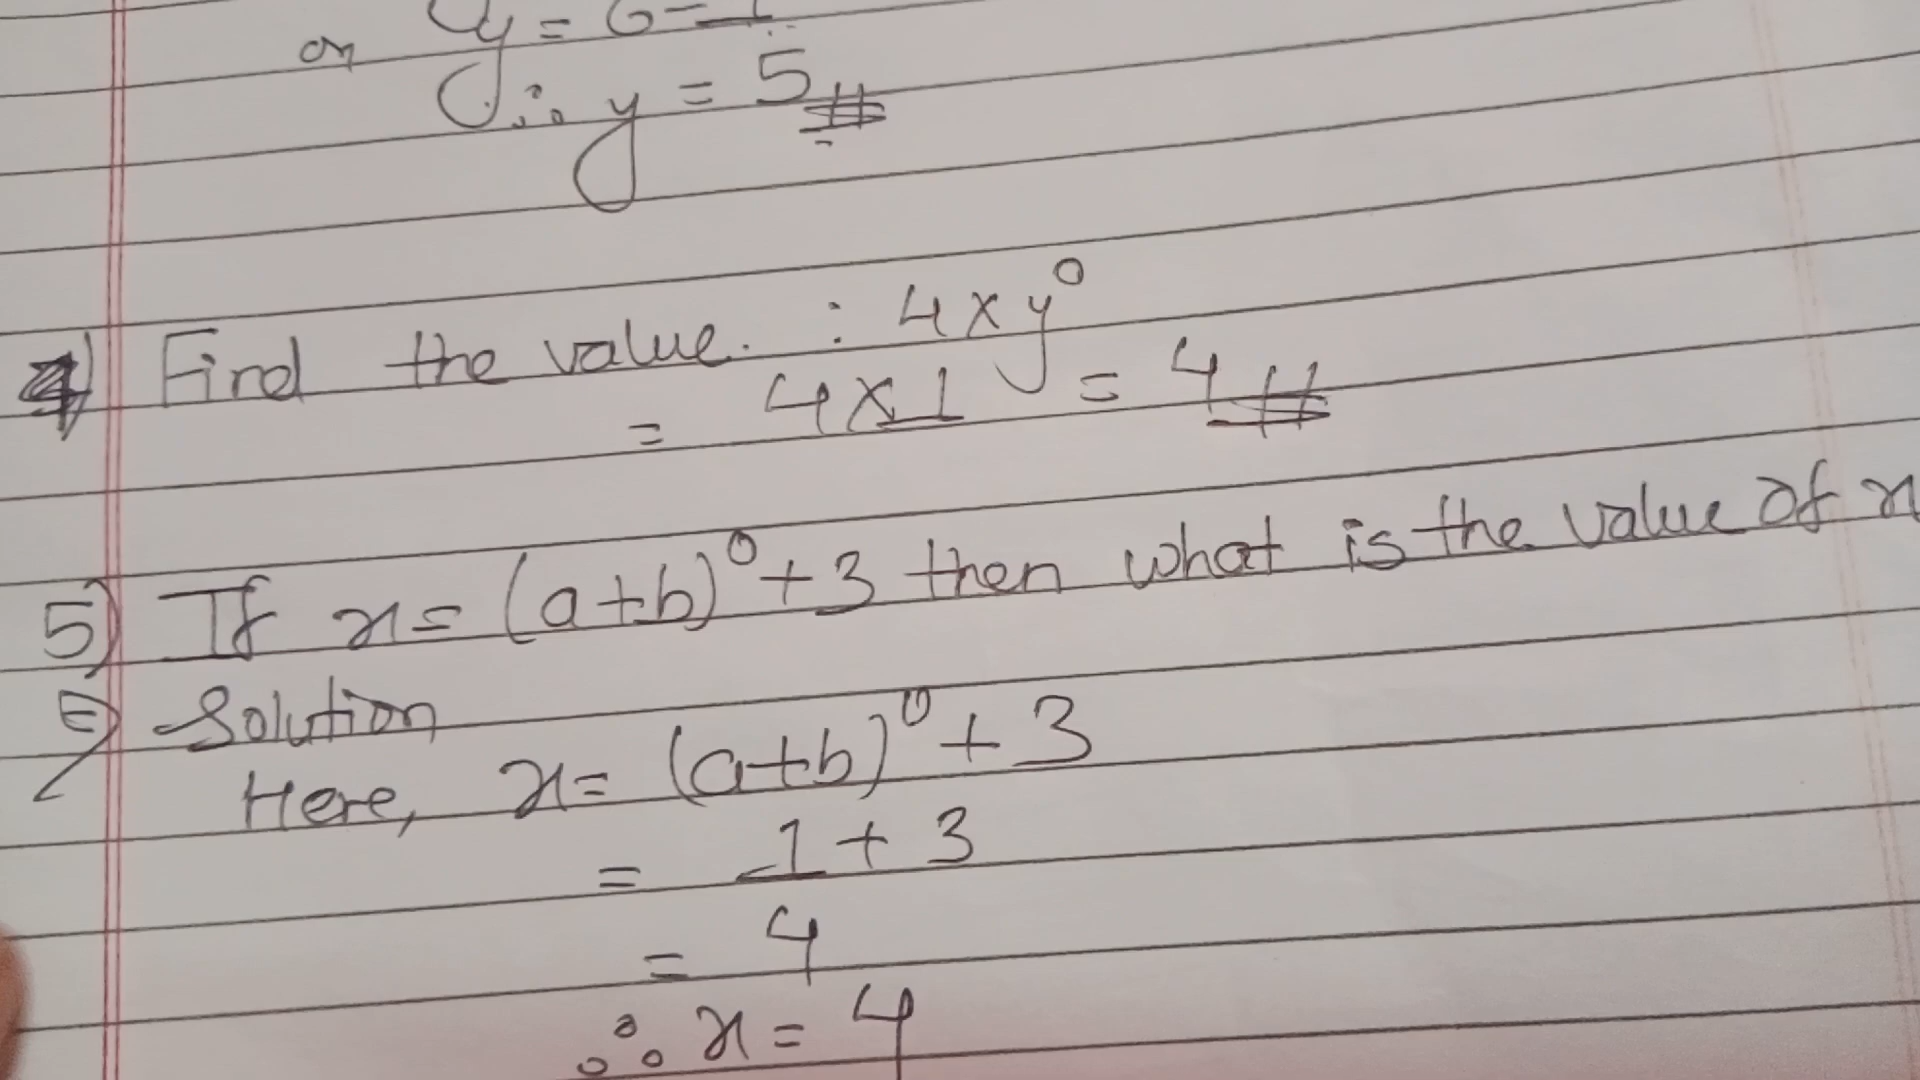 or y = 6-1
∴ y = 5
4) Find the value. : 4xy⁰
= 4x1 = 4
5) If x= (a+b)⁰+3 then what is the value of x
Solution
Here, x= (a+b)⁰+3
= 1+3
= 4
∴ x = 4